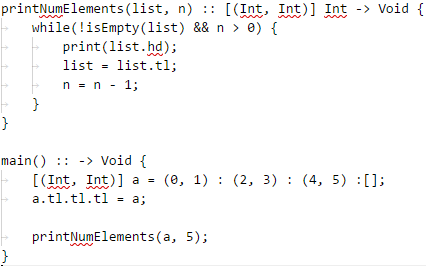 printNumElements(list, n) :: [(Int, Int)] Int -> Void {
while(!isEmpty(list) && n > 0) {
print(list.hd);
list = list.tl;
n = n - 1;
}
}
main() :: -> Void {
[(Int, Int)] a = (0, 1) : (2, 3) : (4, 5) :[];
a.tl.tl.tl = a;
printNumElements(a, 5);
}